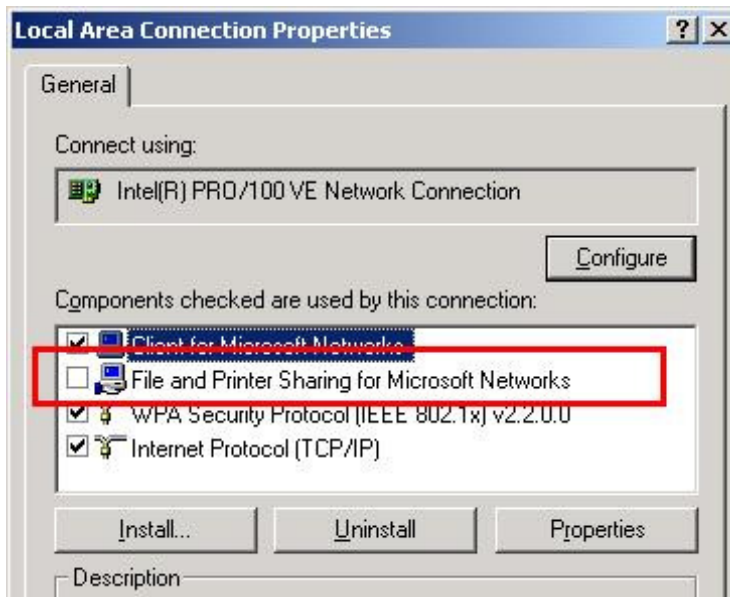 Local Area Connection Properties
General
Connect using:
Intel(R) PRO/100 VE Network Connection
Configure
Components checked are used by this connection:
Client for Microsoft Networks
File and Printer Sharing for Microsoft Networks
WPA Security Protocol (IEEE 802.1x) v2.2.0.0
Internet Protocol (TCP/IP)
Install... Uninstall Properties
Description